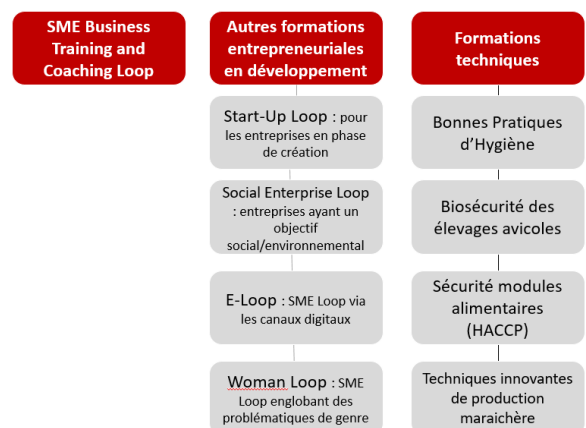 SME Business
Training and
Coaching Loop
Autres formations
entrepreneuriales
en développement
Start-Up Loop : pour
les entreprises en phase
de création
Social Enterprise Loop
: entreprises ayant un
objectif
social/environnemental
E-Loop : SME Loop via
les canaux digitaux
Woman Loop : SME
Loop englobant des
problématiques de genre
Formations
techniques
Bonnes Pratiques
d'Hygiène
Biosécurité des
élevages avicoles
Sécurité modules
alimentaires
(HACCP)
Techniques innovantes
de production
maraichère